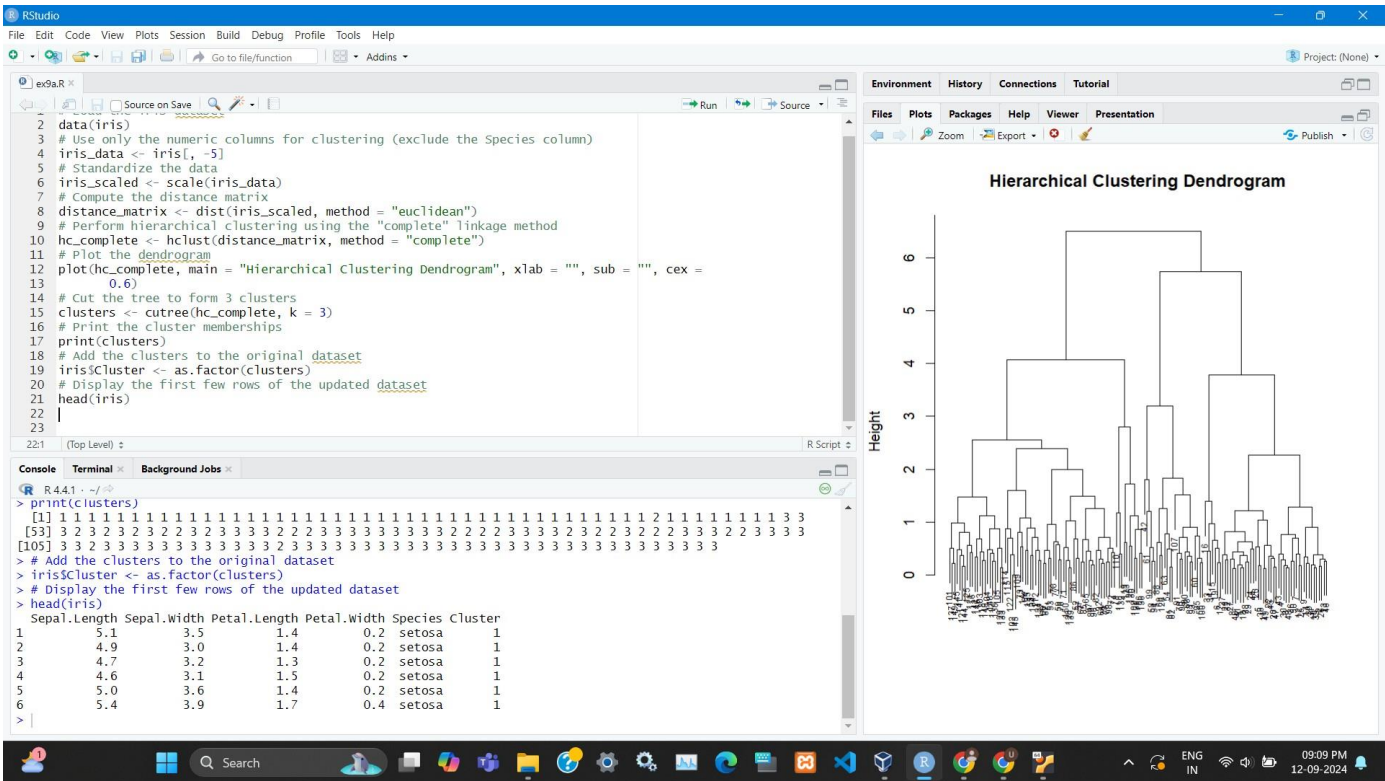 RStudio
File Edit Code View Plots Session Build Debug Profile Tools Help
Go to file/function Addins Project: (None)
ex9a.R
Source on Save Run Source
1 # Load the iris dataset
2 data(iris)
3 # Use only the numeric columns for clustering (exclude the Species column)
4 iris_data <- iris[, -5]
5 # Standardize the data
6 iris_scaled <- scale(iris_data)
7 # Compute the distance matrix
8 distance_matrix <- dist(iris_scaled, method = "euclidean")
9 # Perform hierarchical clustering using the "complete" linkage method
10 hc_complete <- hclust(distance_matrix, method = "complete")
11 # Plot the dendrogram
12 plot(hc_complete, main = "Hierarchical Clustering Dendrogram", xlab = "", sub = "", cex =
13 0.6)
14 # Cut the tree to form 3 clusters
15 clusters <- cutree(hc_complete, k = 3)
16 # Print the cluster memberships
17 print(clusters)
18 # Add the clusters to the original dataset
19 iris$Cluster <- as.factor(clusters)
20 # Display the first few rows of the updated dataset
21 head(iris)
22
23
22:1 (Top Level) R Script
Console Terminal Background Jobs
R 4.4.1 · ~/
> print(clusters)
[1] 1 1 1 1 1 1 1 1 1 1 1 1 1 1 1 1 1 1 1 1 1 1 1 1 1 1 1 1 1 1 1 1 1 1 1 1 1 1 1 1 1 2 1 1 1 1 1 1 1 1 3 3
[53] 3 2 3 2 3 2 3 2 2 3 2 3 3 3 3 2 2 2 3 3 3 3 3 3 3 3 2 2 2 2 3 3 3 3 2 3 2 2 2 3 2 2 2 3 3 2 2 3 3 3 3
[105] 3 3 2 3 3 3 3 3 3 3 3 3 3 3 3 2 3 3 3 3 3 3 3 3 3 3 3 3 3 3 3 3 3 3 3 3 3 3 3 3 3 3
> # Add the clusters to the original dataset
> iris$Cluster <- as.factor(clusters)
> # Display the first few rows of the updated dataset
> head(iris)
Sepal.Length Sepal.Width Petal.Length Petal.Width Species Cluster
1 5.1 3.5 1.4 0.2 setosa 1
2 4.9 3.0 1.4 0.2 setosa 1
3 4.7 3.2 1.3 0.2 setosa 1
4 4.6 3.1 1.5 0.2 setosa 1
5 5.0 3.6 1.4 0.2 setosa 1
6 5.4 3.9 1.7 0.4 setosa 1
>
Environment History Connections Tutorial
Files Plots Packages Help Viewer Presentation
Zoom Export Publish
Hierarchical Clustering Dendrogram
Height
6
5
4
3
2
1
0
Search
ENG
IN
09:09 PM
12-09-2024